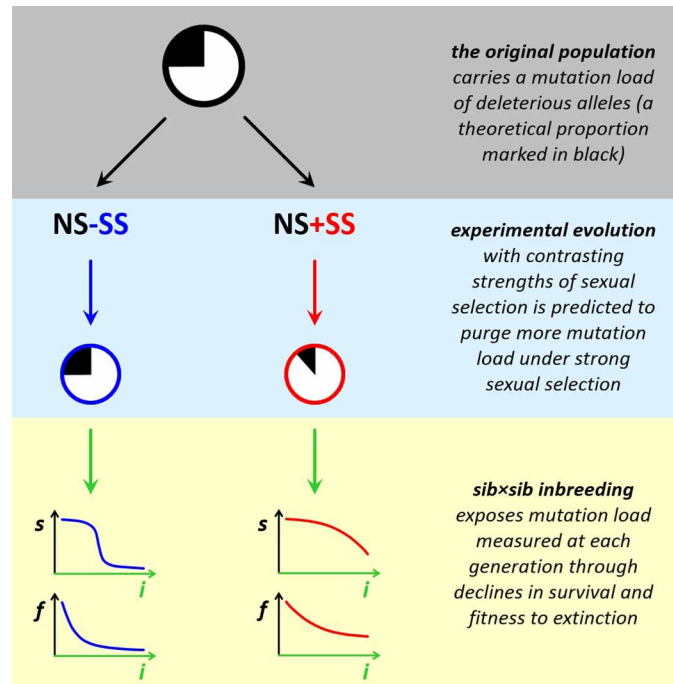 the original population
carries a mutation load
of deleterious alleles (a
theoretical proportion
marked in black)
NS-SS
NS+SS
experimental evolution
with contrasting
strengths of sexual
selection is predicted to
purge more mutation
load under strong
sexual selection
sib×sib inbreeding
exposes mutation load
measured at each
generation through
declines in survival and
fitness to extinction
s
i
s
i
f
i
f
i